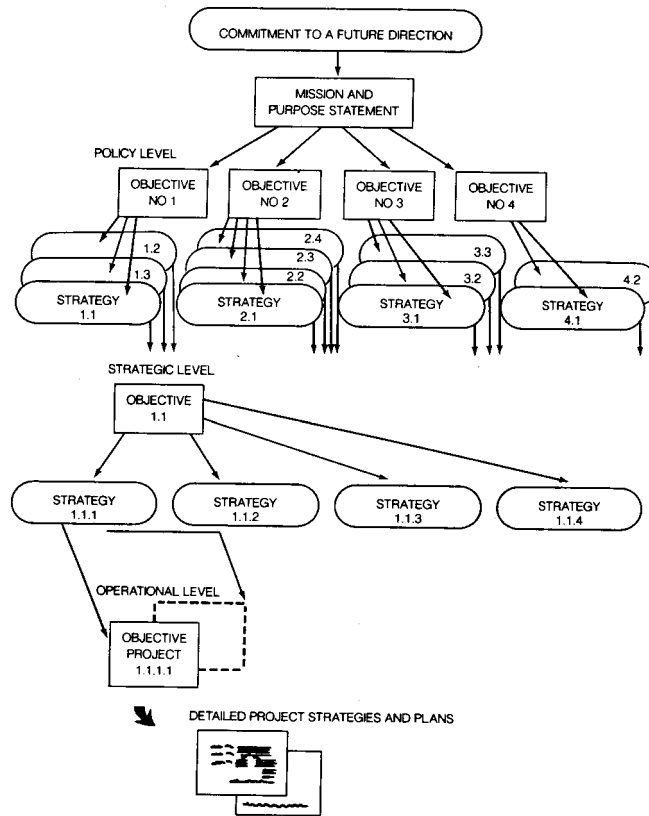 COMMITMENT TO A FUTURE DIRECTION
MISSION AND
PURPOSE STATEMENT
POLICY LEVEL
OBJECTIVE
NO 1
OBJECTIVE
NO 2
OBJECTIVE
NO 3
OBJECTIVE
NO 4
1.2
1.3
STRATEGY
1.1
2.4
2.3
2.2
STRATEGY
2.1
3.3
3.2
STRATEGY
3.1
4.2
STRATEGY
4.1
STRATEGIC LEVEL
OBJECTIVE
1.1
STRATEGY
1.1.1
STRATEGY
1.1.2
STRATEGY
1.1.3
STRATEGY
1.1.4
OPERATIONAL LEVEL
OBJECTIVE
PROJECT
1.1.1.1
DETAILED PROJECT STRATEGIES AND PLANS